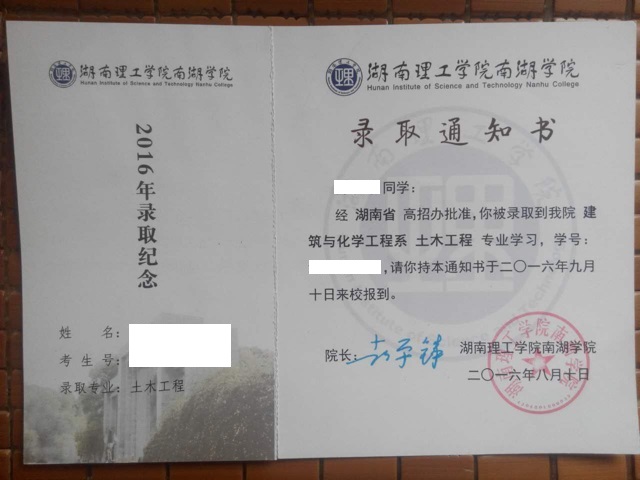 湖南理工学院南湖学院
Hunan Institute of Science and Technology Nanhu College
2016年录取纪念
姓 名：
考生号：
录取专业：土木工程
湖南理工学院南湖学院
Hunan Institute of Science and Technology Nanhu College
录取通知书
同学：
经 湖南省 高招办批准，你被录取到我院 建
筑与化学工程系 土木工程 专业学习，学号：
，请你持本通知书于二〇一六年九月
十日来校报到。
院长：
湖南理工学院南湖学院
二〇一六年八月十日